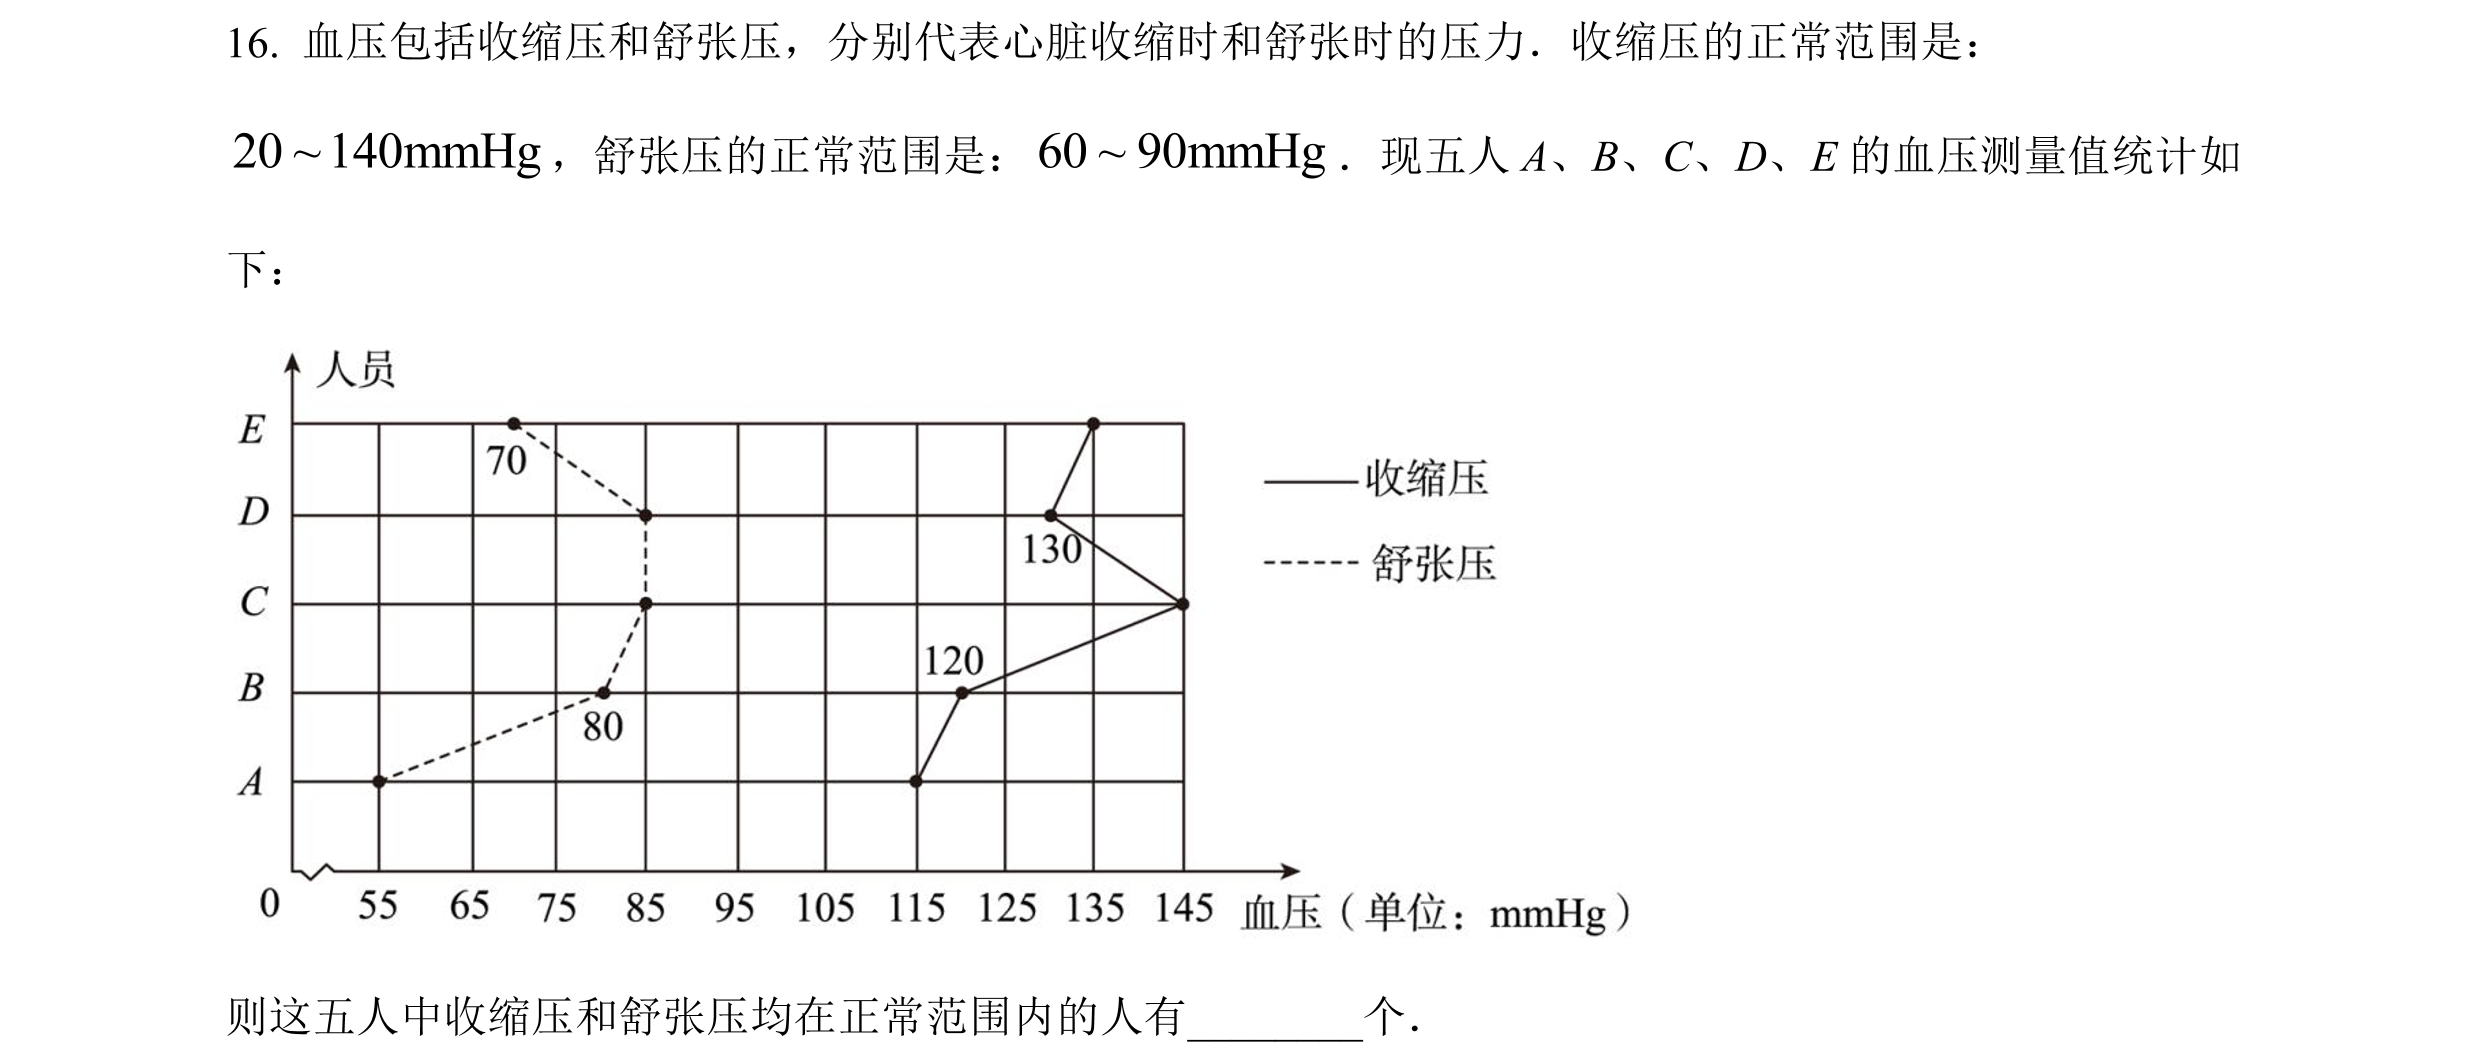 16. 血压包括收缩压和舒张压，分别代表心脏收缩时和舒张时的压力．收缩压的正常范围是：
20~140mmHg，舒张压的正常范围是：60~90mmHg．现五人 A、B、C、D、E 的血压测量值统计如
下：
人员
E
70
收缩压
D
130
舒张压
C
120
B
80
A
0 55 65 75 85 95 105 115 125 135 145 血压（单位：mmHg）
则这五人中收缩压和舒张压均在正常范围内的人有________个．